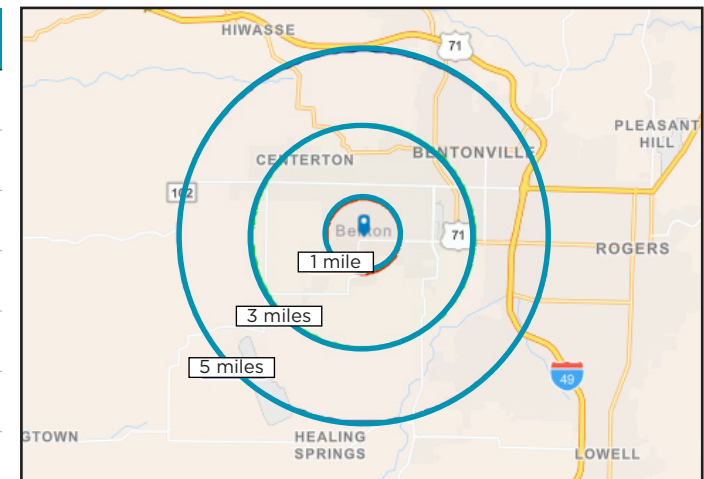 HIWASSE
71
PLEASANT
HILL
CENTERTON
BENTONVILLE
102
Benton
71
1 mile
ROGERS
3 miles
5 miles
49
GTOWN
HEALING
SPRINGS
LOWELL